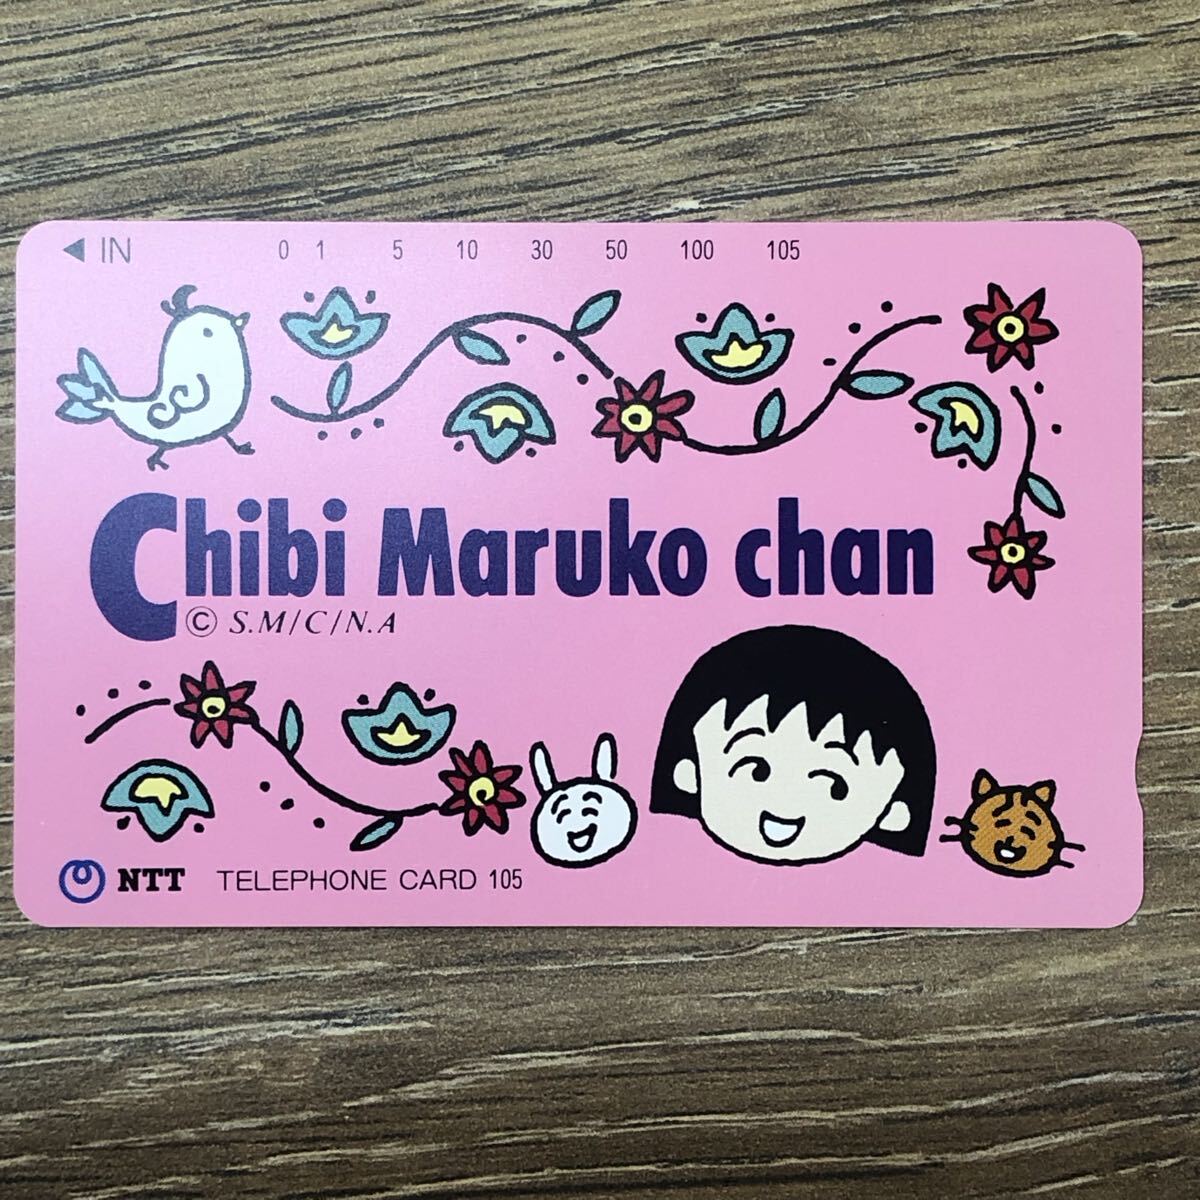 ◀ IN 0 1 5 10 30 50 100 105
Chibi Maruko chan
© S.M/C/N.A
NTT TELEPHONE CARD 105